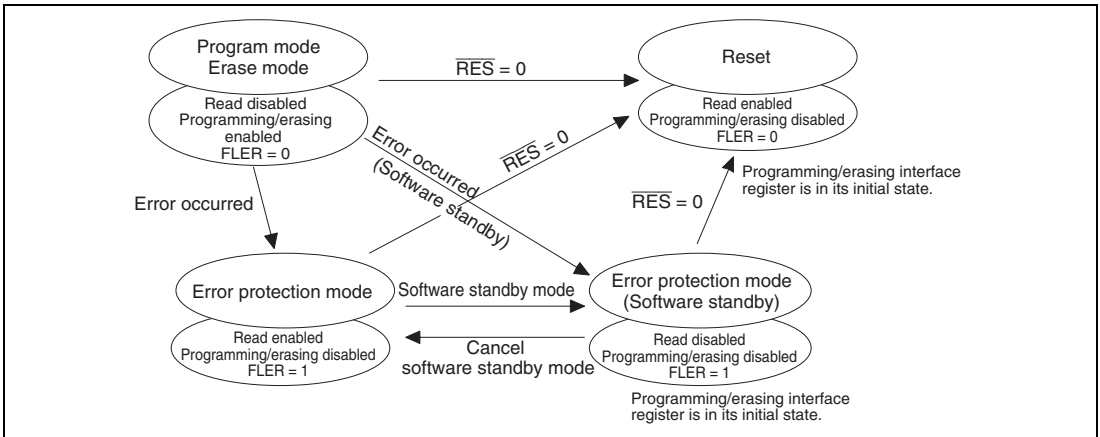 Program mode
Erase mode
Read disabled
Programming/erasing
enabled
FLER = 0
RES = 0
Reset
Read enabled
Programming/erasing disabled
FLER = 0
Programming/erasing interface
register is in its initial state.
Error occurred
Error occurred
(Software standby)
RES = 0
RES = 0
Error protection mode
Read enabled
Programming/erasing disabled
FLER = 1
Software standby mode
Cancel
software standby mode
Error protection mode
(Software standby)
Read disabled
Programming/erasing disabled
FLER = 1
Programming/erasing interface
register is in its initial state.